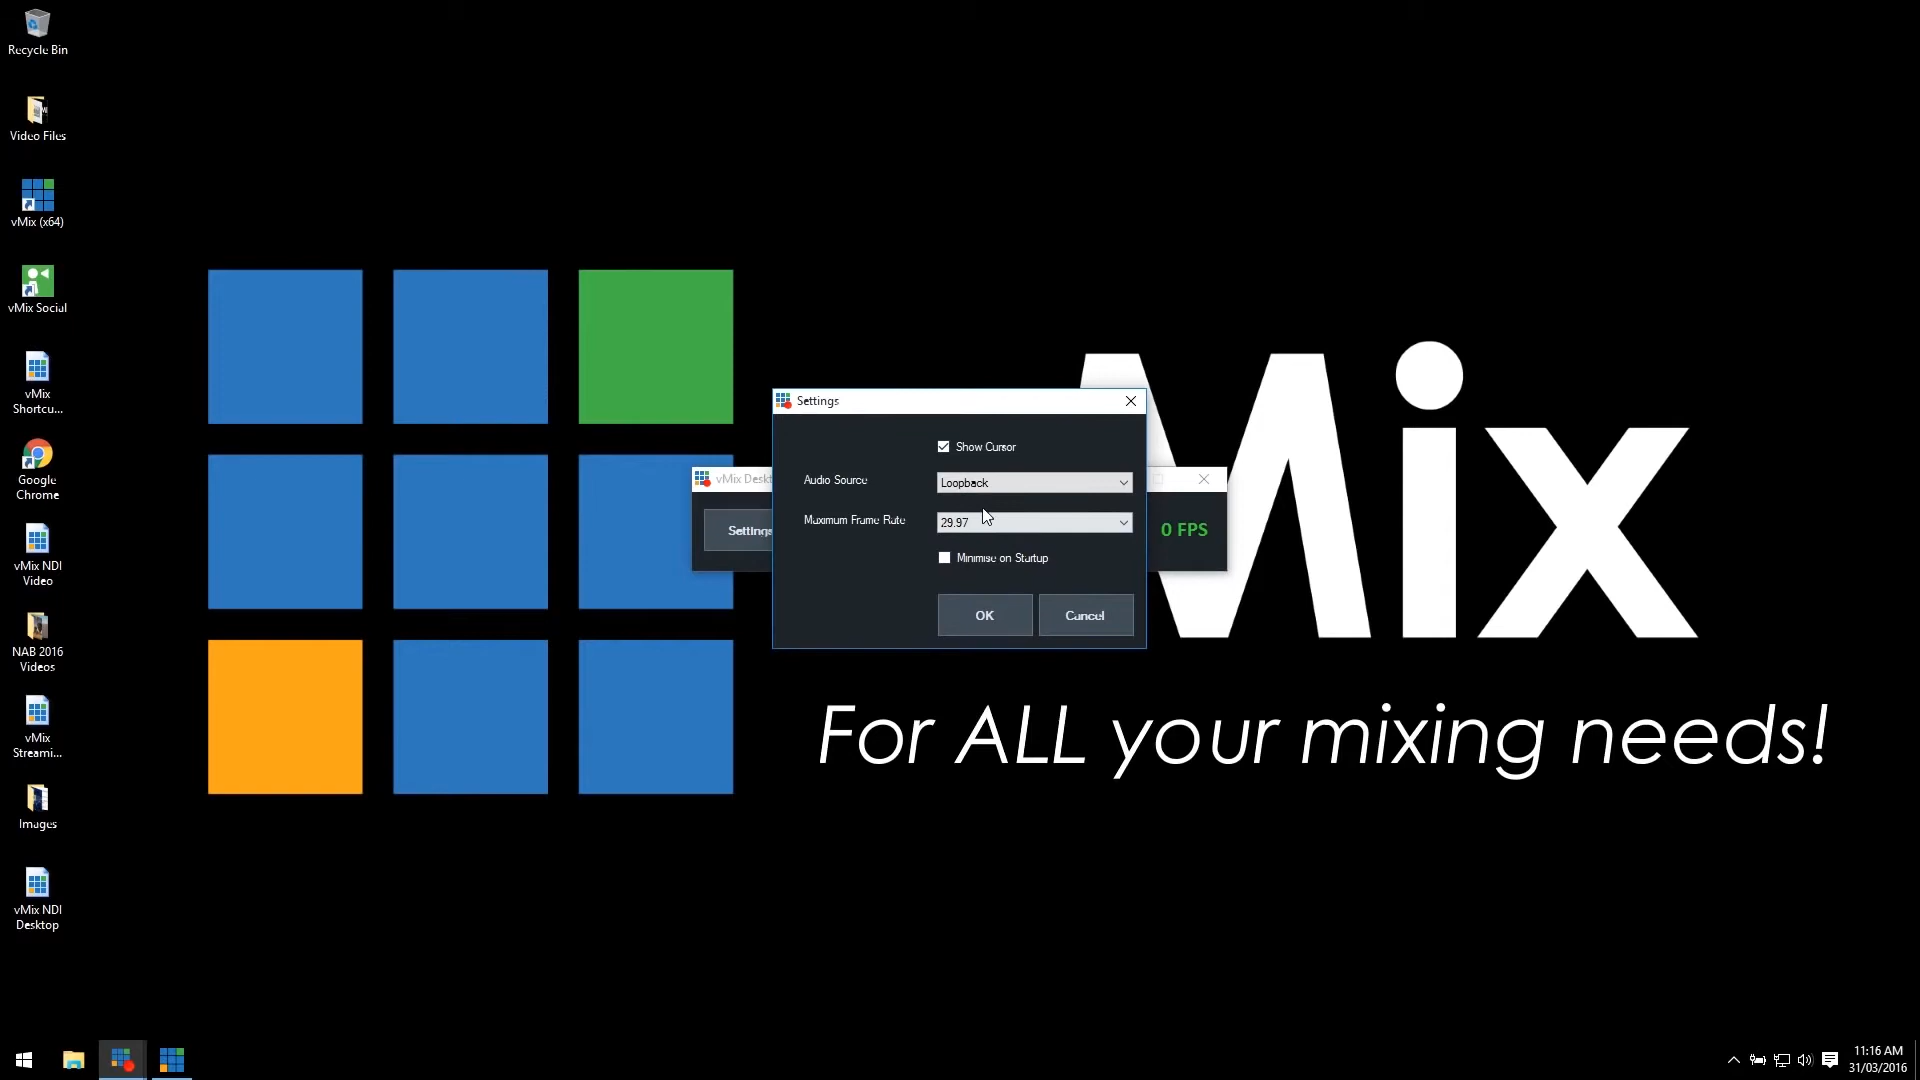 Recycle Bin
Video Files
vMix (x64)
vMix Social
vMix
Shortcu...
Google
Chrome
vMix NDI
Video
NAB 2016
Videos
vMix
Streami...
Images
vMix NDI
Desktop
Mix
For ALL your mixing needs!
vMix Deskt
Settings
0 FPS
Settings
Show Cursor
Audio Source
Loopback
Maximum Frame Rate
29.97
Minimise on Startup
OK
Cancel
11:16 AM
31/03/2016